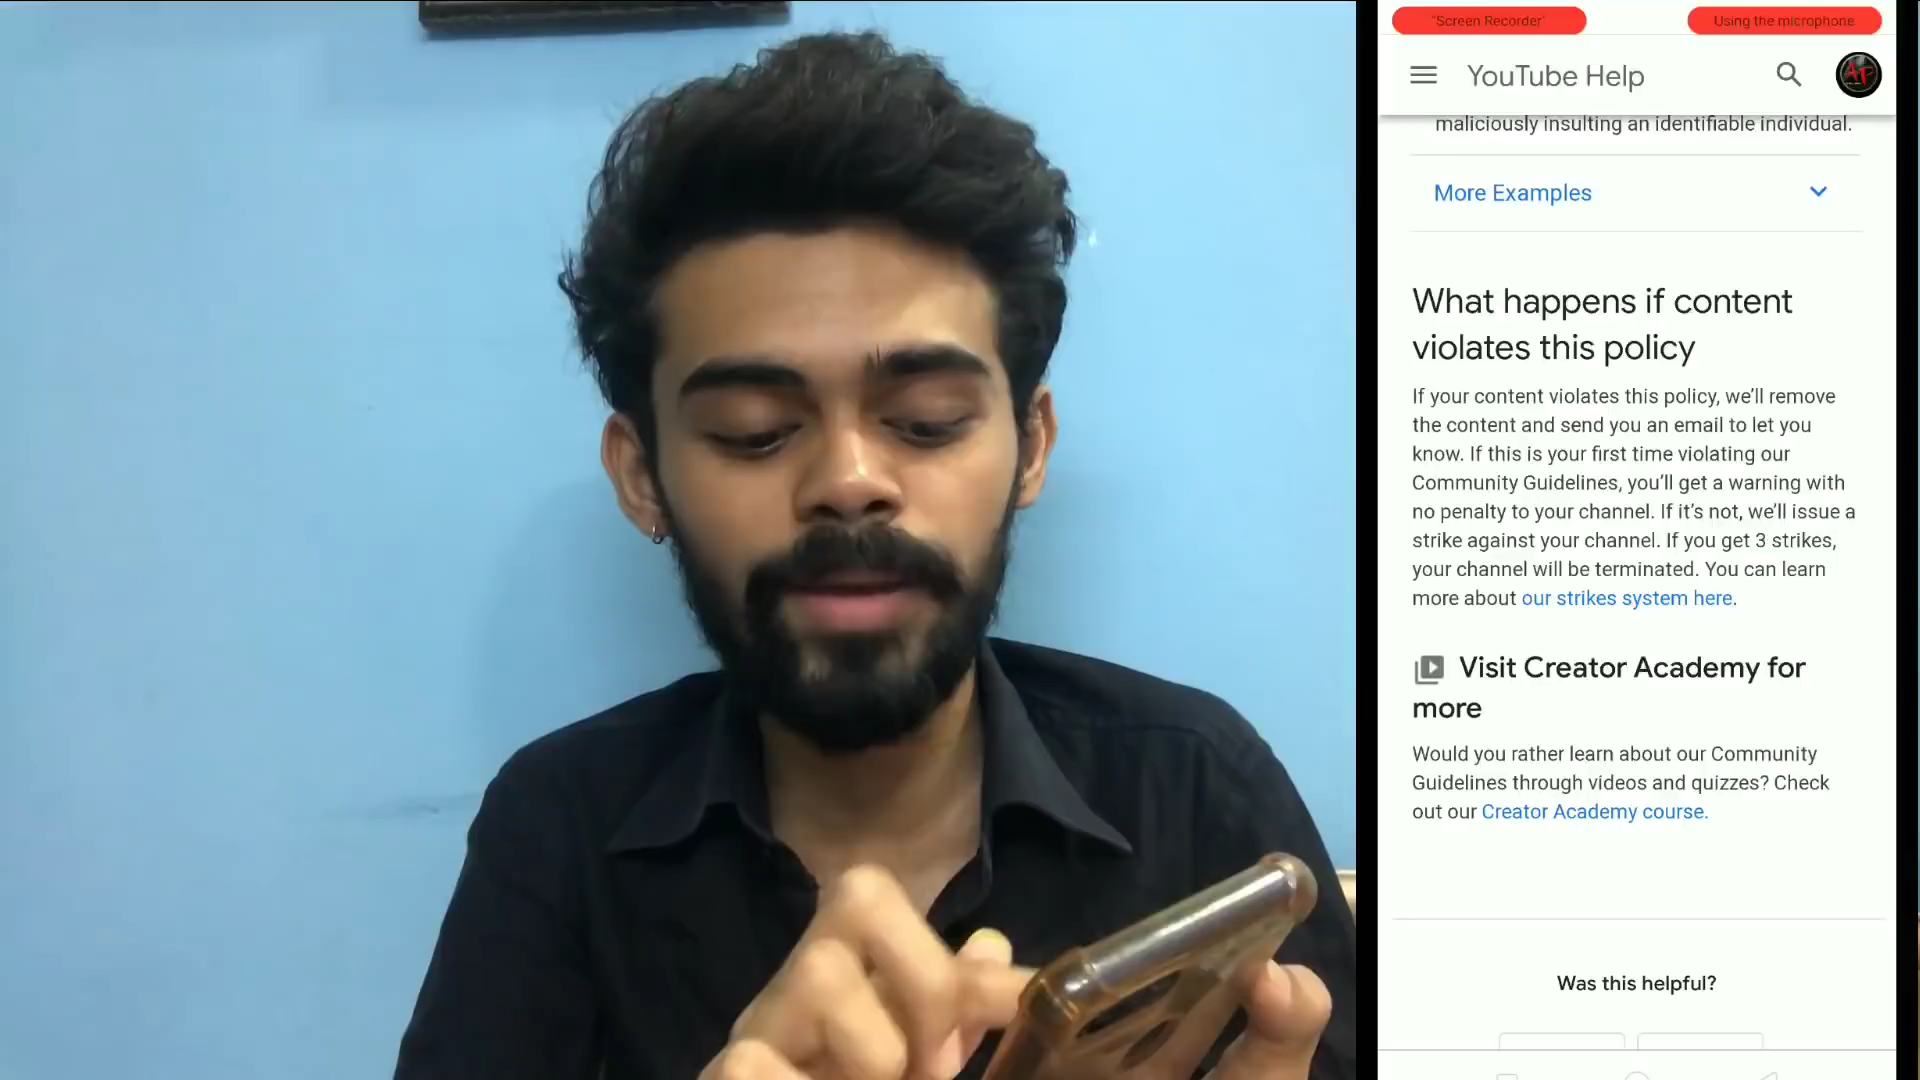 "Screen Recorder"
Using the microphone
YouTube Help
AF
maliciously insulting an identifiable individual.
More Examples
What happens if content
violates this policy
If your content violates this policy, we'll remove
the content and send you an email to let you
know. If this is your first time violating our
Community Guidelines, you'll get a warning with
no penalty to your channel. If it's not, we'll issue a
strike against your channel. If you get 3 strikes,
your channel will be terminated. You can learn
more about our strikes system here.
Visit Creator Academy for
more
Would you rather learn about our Community
Guidelines through videos and quizzes? Check
out our Creator Academy course.
Was this helpful?